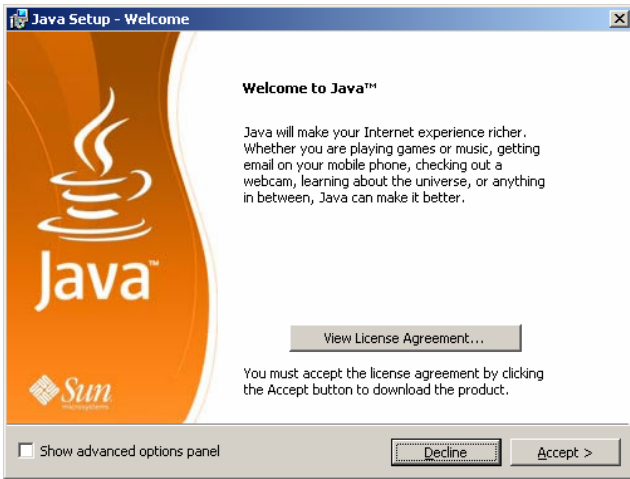 Java Setup - Welcome
Welcome to Java™
Java will make your Internet experience richer.
Whether you are playing games or music, getting
email on your mobile phone, checking out a
webcam, learning about the universe, or anything
in between, Java can make it better.
Java™
View License Agreement...
You must accept the license agreement by clicking
the Accept button to download the product.
Sun
microsystems
Show advanced options panel
Decline
Accept >